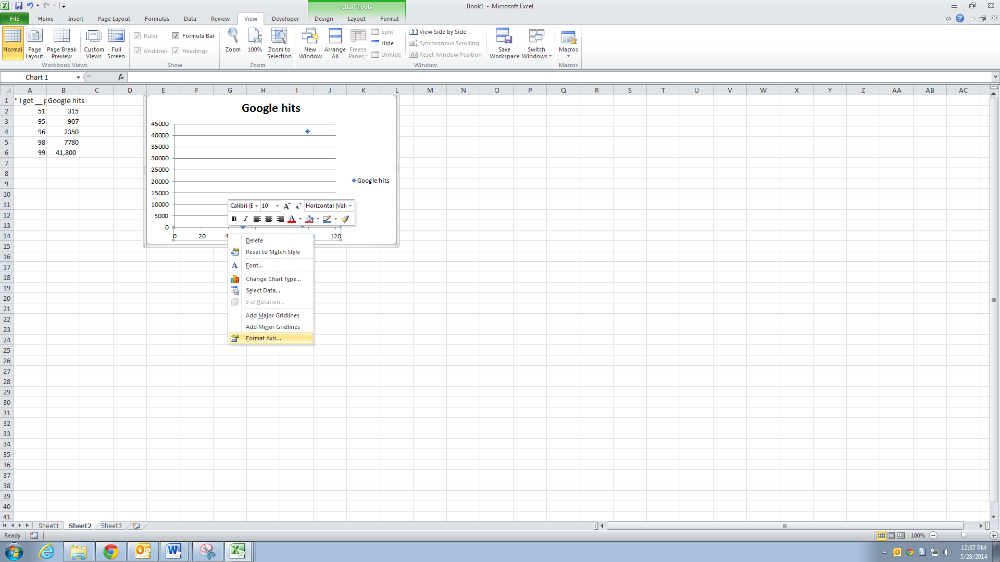 Chart Tools
Book1 - Microsoft Excel
File Home Insert Page Layout Formulas Data Review View Developer Design Layout Format
Normal
Page Layout
Page Break Preview
Custom Views
Full Screen
Workbook Views
Ruler
Formula Bar
Gridlines
Headings
Show
Zoom
100%
Zoom to Selection
Zoom
New Window
Arrange All
Freeze Panes
Split
Hide
Unhide
View Side by Side
Synchronous Scrolling
Reset Window Position
Window
Save Workspace
Switch Windows
Macros
Macros
Chart 1
fx
A B C D E F G H I J K L M N O P Q R S T U V W X Y Z AA AB AC
1 " I got __ p Google hits
2 51 315
3 95 907
4 96 2350
5 98 7780
6 99 41,800
7
8
9
10
11
12
13
14
15
16
17
18
19
20
21
22
23
24
25
26
27
28
29
30
31
32
33
34
35
36
37
38
39
40
41
Google hits
45000
40000
35000
30000
25000
20000
15000
10000
5000
0
0 20 4 120
Google hits
Calibri (E 10 A A Horizontal (Valu
B I A
Delete
Reset to Match Style
Font...
Change Chart Type...
Select Data...
3-D Rotation...
Add Major Gridlines
Add Minor Gridlines
Format Axis...
Sheet1 Sheet2 Sheet3
Ready
100%
12:37 PM
5/28/2014